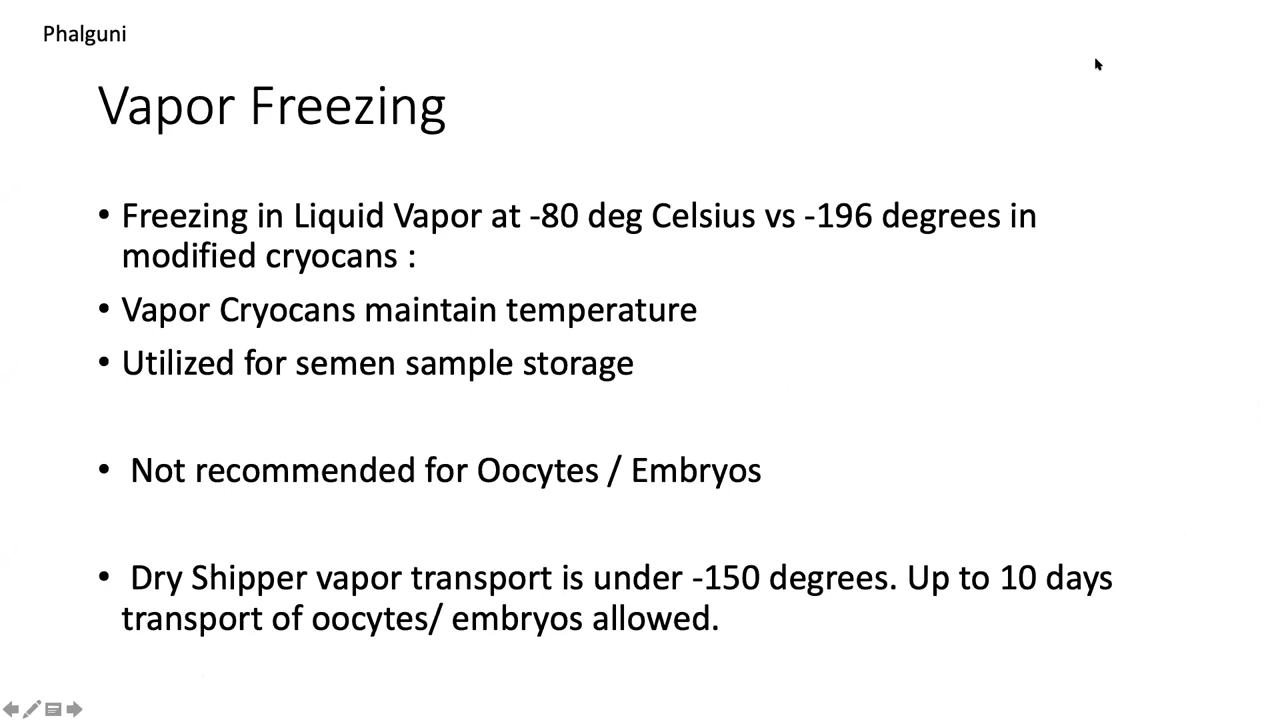 Phalguni
Vapor Freezing
• Freezing in Liquid Vapor at -80 deg Celsius vs -196 degrees in
modified cryocans :
• Vapor Cryocans maintain temperature
• Utilized for semen sample storage
• Not recommended for Oocytes / Embryos
• Dry Shipper vapor transport is under -150 degrees. Up to 10 days
transport of oocytes/ embryos allowed.